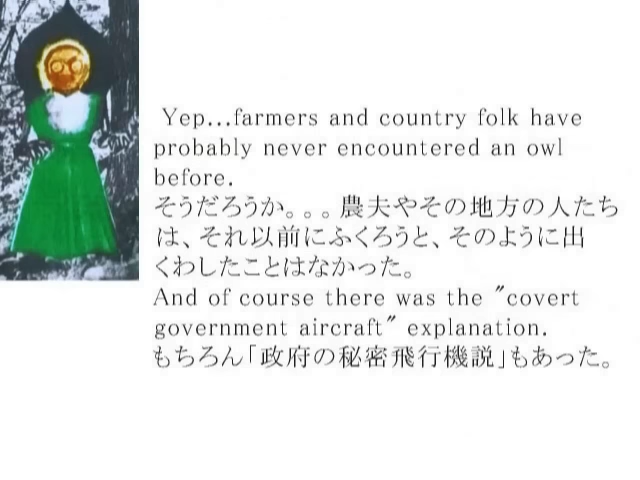 Yep...farmers and country folk have
probably never encountered an owl
before.
そうだろうか。。。農夫やその地方の人たち
は、それ以前にふくろうと、そのように出
くわしたことはなかった。
And of course there was the "covert
government aircraft" explanation.
もちろん「政府の秘密飛行機説」もあった。